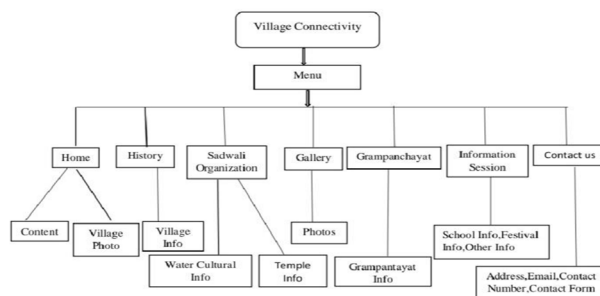 Village Connectivity
Menu
Home
History
Sadwali
Organization
Gallery
Grampanchayat
Information
Session
Contact us
Content
Village
Photo
Village
Info
Water Cultural
Info
Temple
Info
Photos
Grampantayat
Info
School Info,Festival
Info,Other Info
Address,Email,Contact
Number,Contact Form